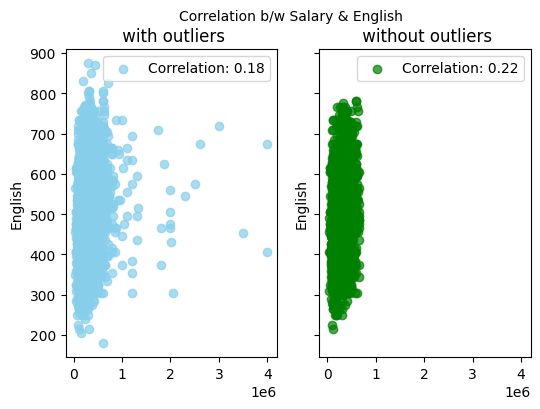 Correlation b/w Salary & English
with outliers
without outliers
Correlation: 0.18
Correlation: 0.22
900
800
700
600
500
400
300
200
English
English
0 1 2 3 4
1e6
0 1 2 3 4
1e6